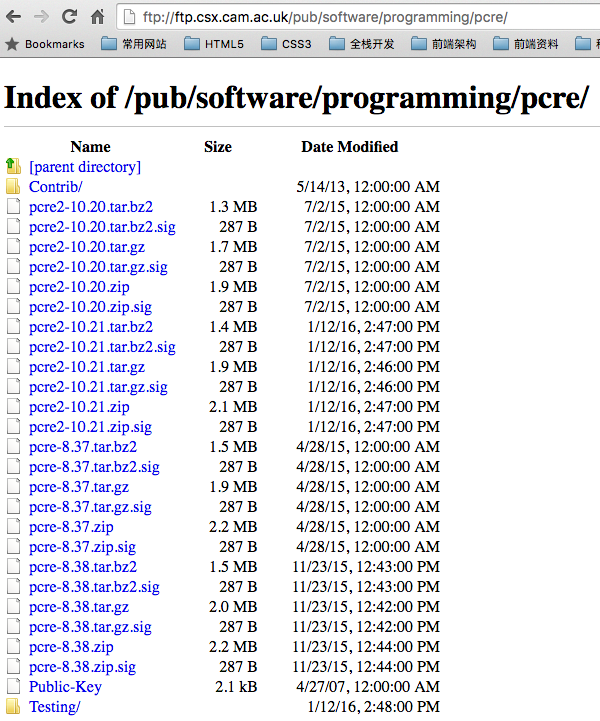 ftp://ftp.csx.cam.ac.uk/pub/software/programming/pcre/
Bookmarks 常用网站 HTML5 CSS3 全栈开发 前端架构 前端资料
Index of /pub/software/programming/pcre/
Name Size Date Modified
[parent directory]
Contrib/ 5/14/13, 12:00:00 AM
pcre2-10.20.tar.bz2 1.3 MB 7/2/15, 12:00:00 AM
pcre2-10.20.tar.bz2.sig 287 B 7/2/15, 12:00:00 AM
pcre2-10.20.tar.gz 1.7 MB 7/2/15, 12:00:00 AM
pcre2-10.20.tar.gz.sig 287 B 7/2/15, 12:00:00 AM
pcre2-10.20.zip 1.9 MB 7/2/15, 12:00:00 AM
pcre2-10.20.zip.sig 287 B 7/2/15, 12:00:00 AM
pcre2-10.21.tar.bz2 1.4 MB 1/12/16, 2:47:00 PM
pcre2-10.21.tar.bz2.sig 287 B 1/12/16, 2:47:00 PM
pcre2-10.21.tar.gz 1.9 MB 1/12/16, 2:46:00 PM
pcre2-10.21.tar.gz.sig 287 B 1/12/16, 2:46:00 PM
pcre2-10.21.zip 2.1 MB 1/12/16, 2:47:00 PM
pcre2-10.21.zip.sig 287 B 1/12/16, 2:47:00 PM
pcre-8.37.tar.bz2 1.5 MB 4/28/15, 12:00:00 AM
pcre-8.37.tar.bz2.sig 287 B 4/28/15, 12:00:00 AM
pcre-8.37.tar.gz 1.9 MB 4/28/15, 12:00:00 AM
pcre-8.37.tar.gz.sig 287 B 4/28/15, 12:00:00 AM
pcre-8.37.zip 2.2 MB 4/28/15, 12:00:00 AM
pcre-8.37.zip.sig 287 B 4/28/15, 12:00:00 AM
pcre-8.38.tar.bz2 1.5 MB 11/23/15, 12:43:00 PM
pcre-8.38.tar.bz2.sig 287 B 11/23/15, 12:43:00 PM
pcre-8.38.tar.gz 2.0 MB 11/23/15, 12:42:00 PM
pcre-8.38.tar.gz.sig 287 B 11/23/15, 12:42:00 PM
pcre-8.38.zip 2.2 MB 11/23/15, 12:44:00 PM
pcre-8.38.zip.sig 287 B 11/23/15, 12:44:00 PM
Public-Key 2.1 kB 4/27/07, 12:00:00 AM
Testing/ 1/12/16, 2:48:00 PM